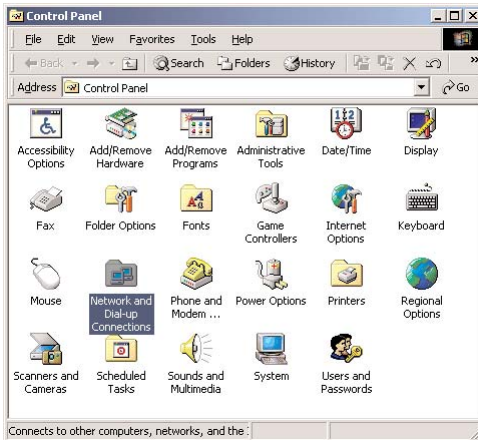 Control Panel
File Edit View Favorites Tools Help
Back Search Folders History »
Address Control Panel Go
Accessibility Options
Add/Remove Hardware
Add/Remove Programs
Administrative Tools
Date/Time
Display
Fax
Folder Options
Fonts
Game Controllers
Internet Options
Keyboard
Mouse
Network and Dial-up Connections
Phone and Modem ...
Power Options
Printers
Regional Options
Scanners and Cameras
Scheduled Tasks
Sounds and Multimedia
System
Users and Passwords
Connects to other computers, networks, and the